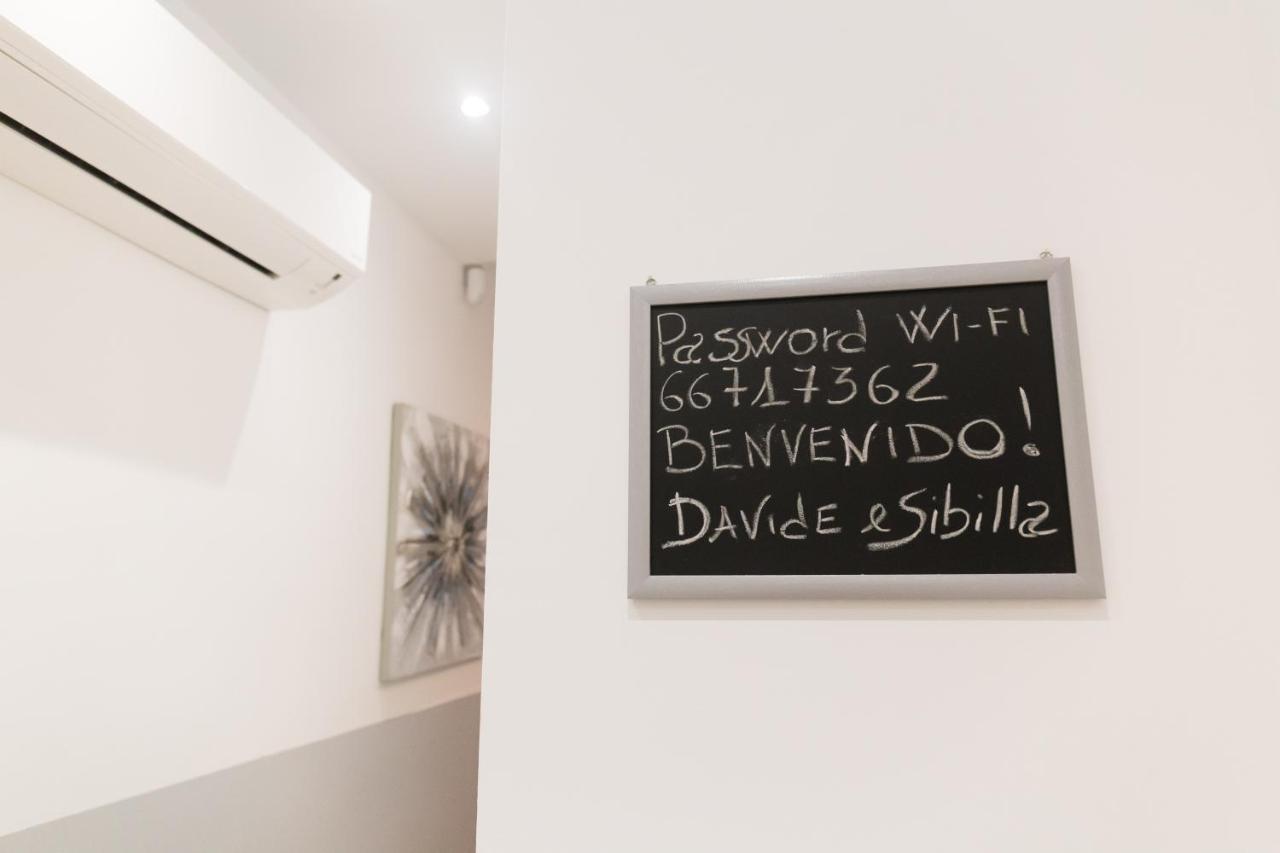 Password WI-FI
66717362
BENVENIDO!
DAVidE e Sibilla